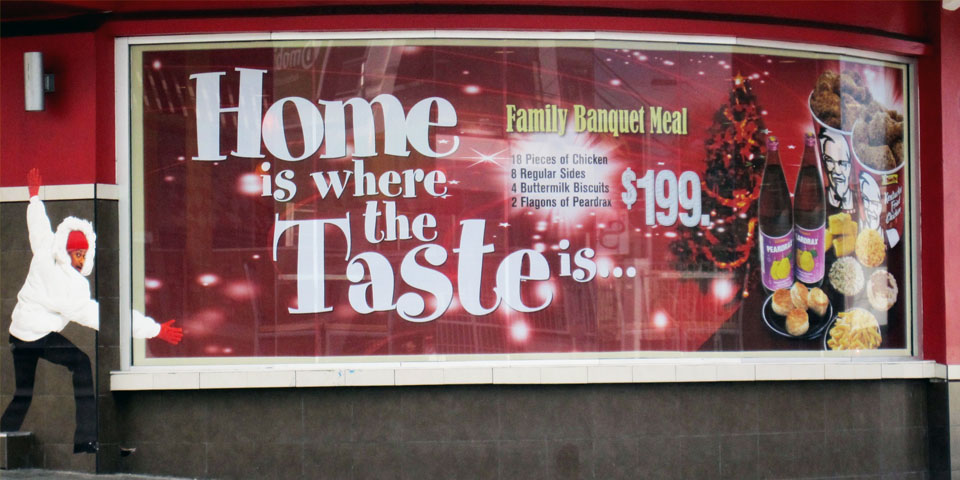 Home
is where
the
Taste is...
Family Banquet Meal
18 Pieces of Chicken
8 Regular Sides
4 Buttermilk Biscuits
2 Flagons of Peardrax
$199.
PEARDRAX
KFC